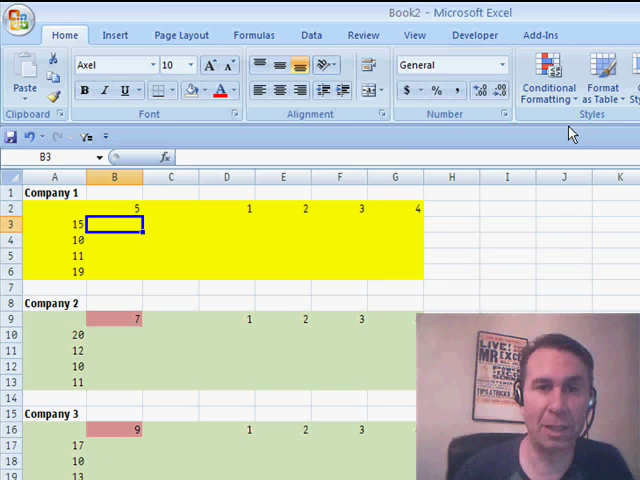 Book2 - Microsoft Excel
Home Insert Page Layout Formulas Data Review View Developer Add-Ins
Paste
Axel 10 A A
General
B I U A
$ % , .00
Conditional Formatting
Format as Table
Clipboard Font Alignment Number Styles
B3 fx
A B C D E F G H I J K
1 Company 1
2 5 1 2 3 4
3 15
4 10
5 11
6 19
7
8 Company 2
9 7 1 2 3
10 20
11 12
12 10
13 11
14
15 Company 3
16 9 1 2 3
17 17
18 10
19 13
LIVE!
MR EXCEL
TIPS & TRICKS